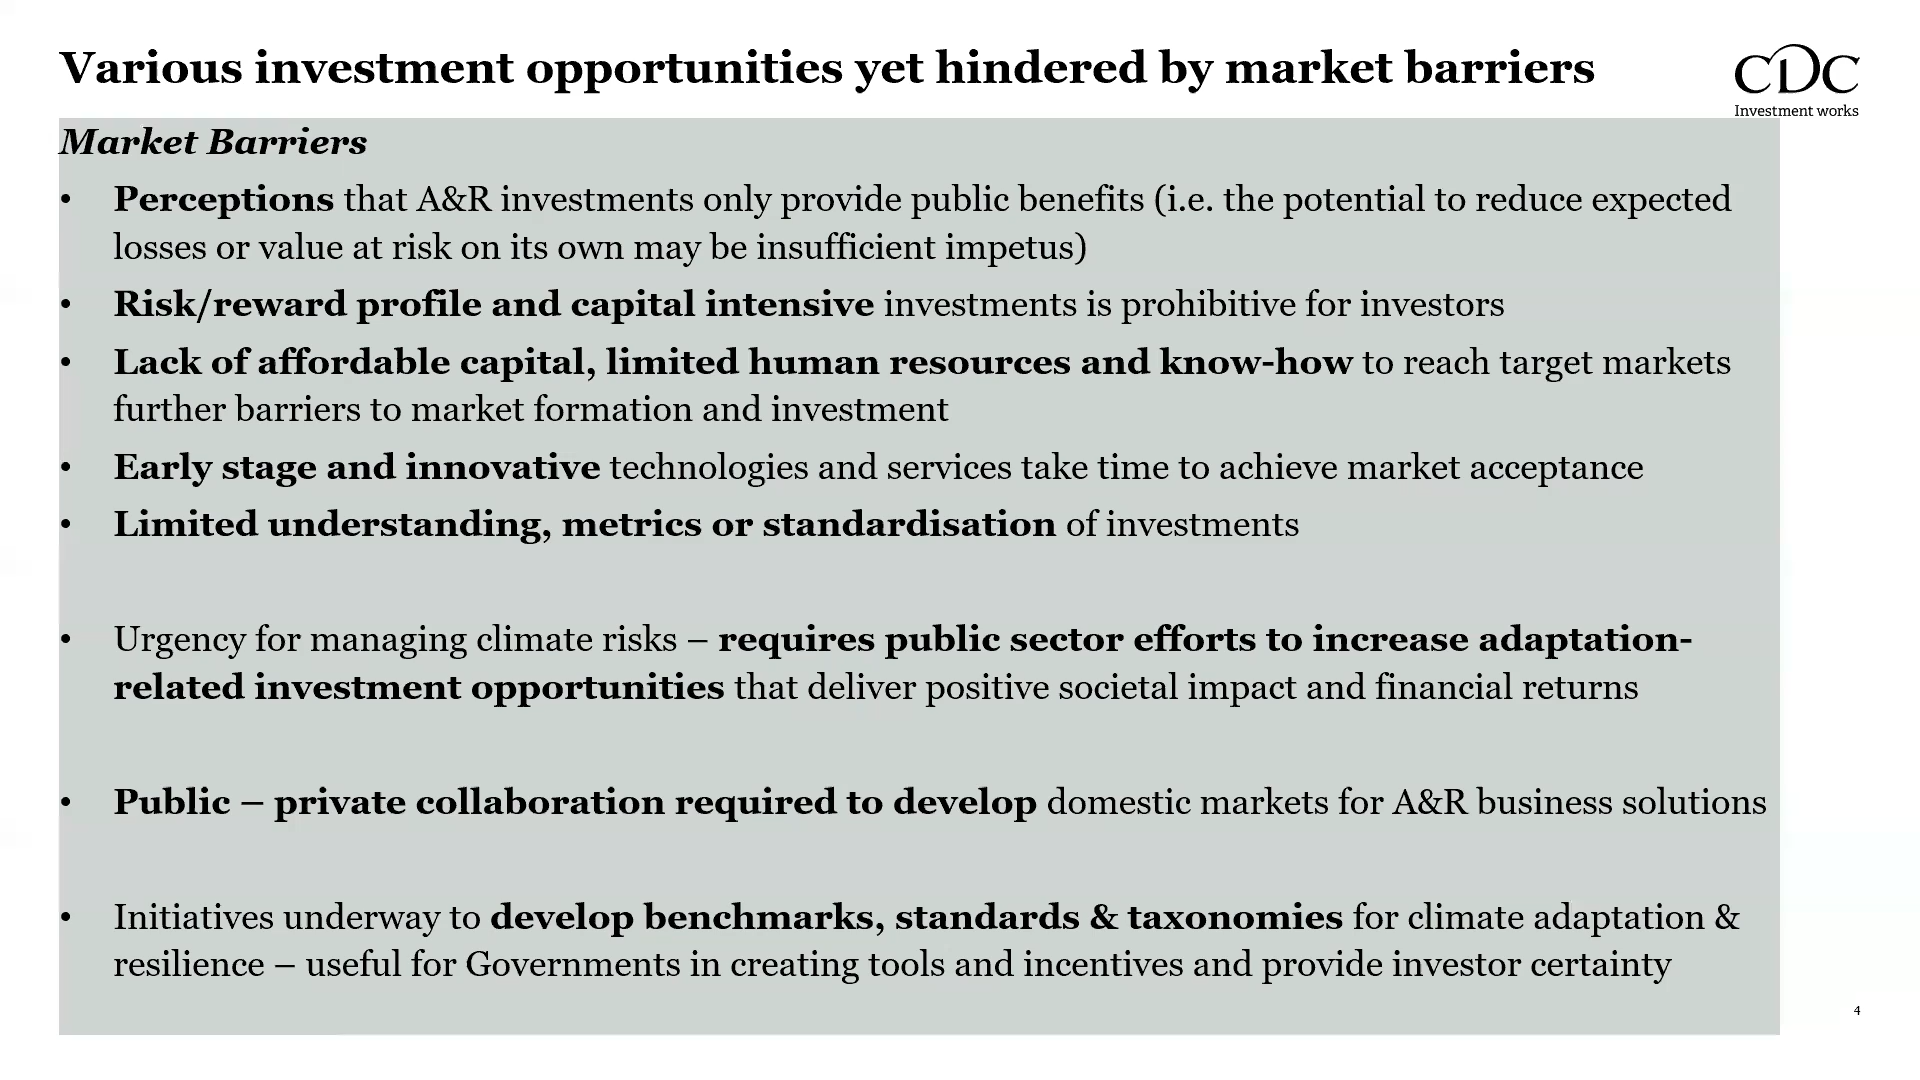 Various investment opportunities yet hindered by market barriers
CDC
Investment works
Market Barriers
• Perceptions that A&R investments only provide public benefits (i.e. the potential to reduce expected
losses or value at risk on its own may be insufficient impetus)
• Risk/reward profile and capital intensive investments is prohibitive for investors
• Lack of affordable capital, limited human resources and know-how to reach target markets
further barriers to market formation and investment
• Early stage and innovative technologies and services take time to achieve market acceptance
• Limited understanding, metrics or standardisation of investments
• Urgency for managing climate risks – requires public sector efforts to increase adaptation-
related investment opportunities that deliver positive societal impact and financial returns
• Public – private collaboration required to develop domestic markets for A&R business solutions
• Initiatives underway to develop benchmarks, standards & taxonomies for climate adaptation &
resilience – useful for Governments in creating tools and incentives and provide investor certainty
4